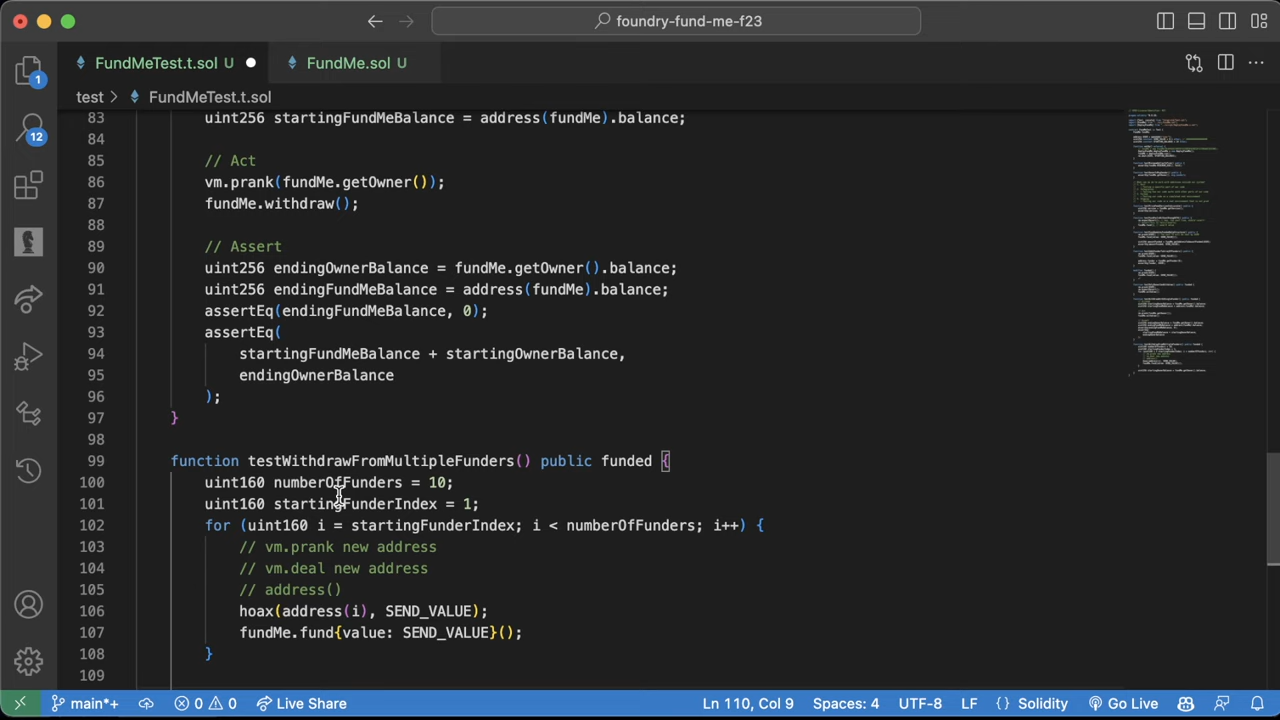 foundry-fund-me-f23
FundMeTest.t.sol U
FundMe.sol U
test > FundMeTest.t.sol
1
12
83 uint256 startingFundMeBalance = address(fundMe).balance;
84
85 // Act
86 vm.prank(fundMe.getOwner());
87 fundMe.withdraw();
88
89 // Assert
90 uint256 endingOwnerBalance = fundMe.getOwner().balance;
91 uint256 endingFundMeBalance = address(fundMe).balance;
92 assertEq(endingFundMeBalance, 0);
93 assertEq(
94 startingFundMeBalance + startingOwnerBalance,
95 endingOwnerBalance
96 );
97 }
98
99 function testWithdrawFromMultipleFunders() public funded {
100 uint160 numberOfFunders = 10;
101 uint160 startingFunderIndex = 1;
102 for (uint160 i = startingFunderIndex; i < numberOfFunders; i++) {
103 // vm.prank new address
104 // vm.deal new address
105 // address()
106 hoax(address(i), SEND_VALUE);
107 fundMe.fund{value: SEND_VALUE}();
108 }
109
main*+ 0 0 Live Share Ln 110, Col 9 Spaces: 4 UTF-8 LF {} Solidity Go Live